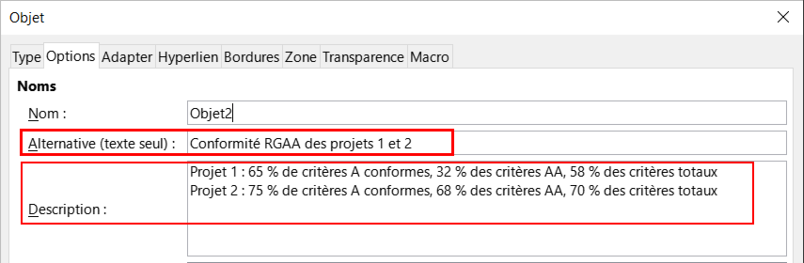 Objet
Type Options Adapter Hyperlien Bordures Zone Transparence Macro
Noms
Nom : Objet2
Alternative (texte seul) : Conformité RGAA des projets 1 et 2
Projet 1 : 65 % de critères A conformes, 32 % des critères AA, 58 % des critères totaux
Projet 2 : 75 % de critères A conformes, 68 % des critères AA, 70 % des critères totaux
Description :